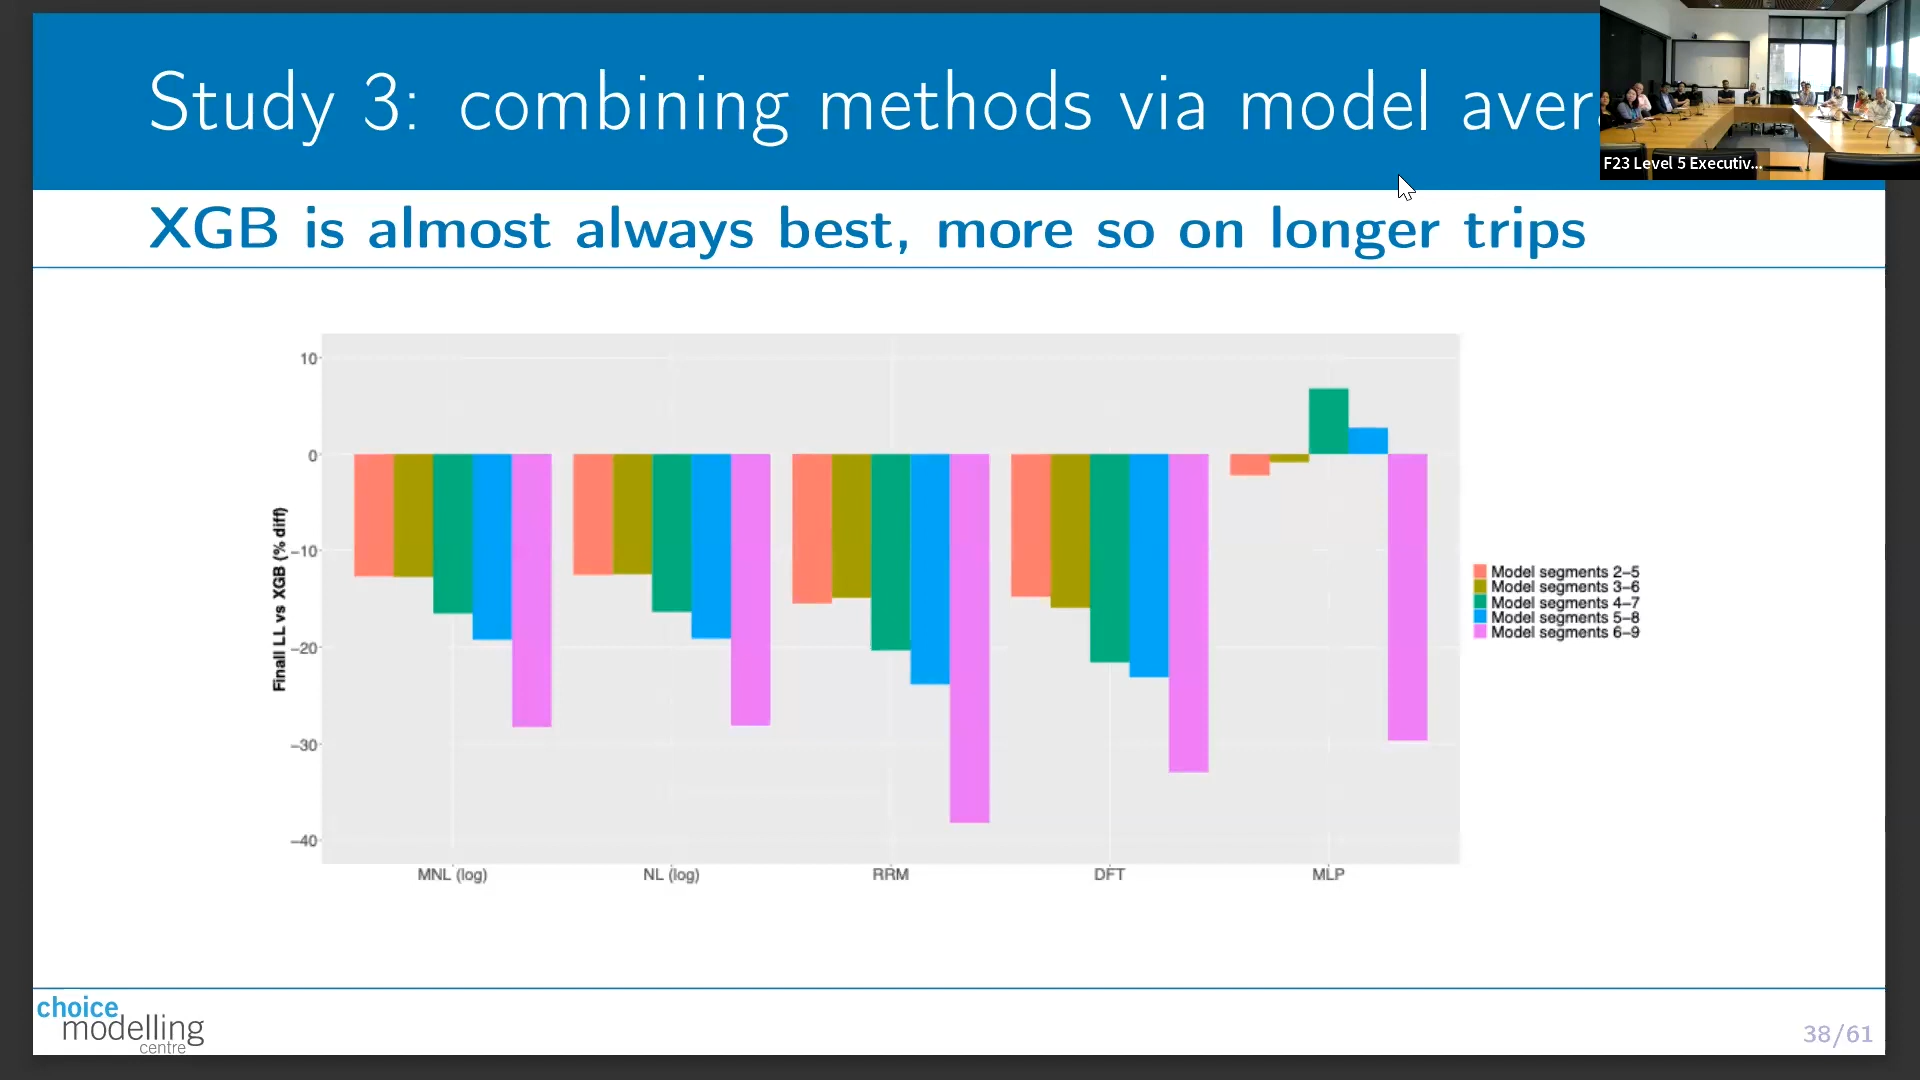 Study 3: combining methods via model aver
F23 Level 5 Executiv...
XGB is almost always best, more so on longer trips
Finall LL vs XGB (% diff)
10
0
−10
−20
−30
−40
MNL (log)
NL (log)
RRM
DFT
MLP
Model segments 2−5
Model segments 3−6
Model segments 4−7
Model segments 5−8
Model segments 6−9
choice
modelling
centre
38/61